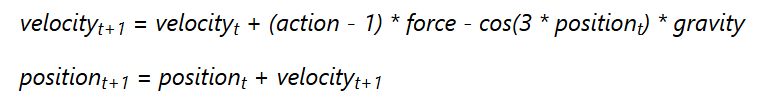 velocityₜ₊₁ = velocityₜ + (action - 1) * force - cos(3 * positionₜ) * gravity
positionₜ₊₁ = positionₜ + velocityₜ₊₁